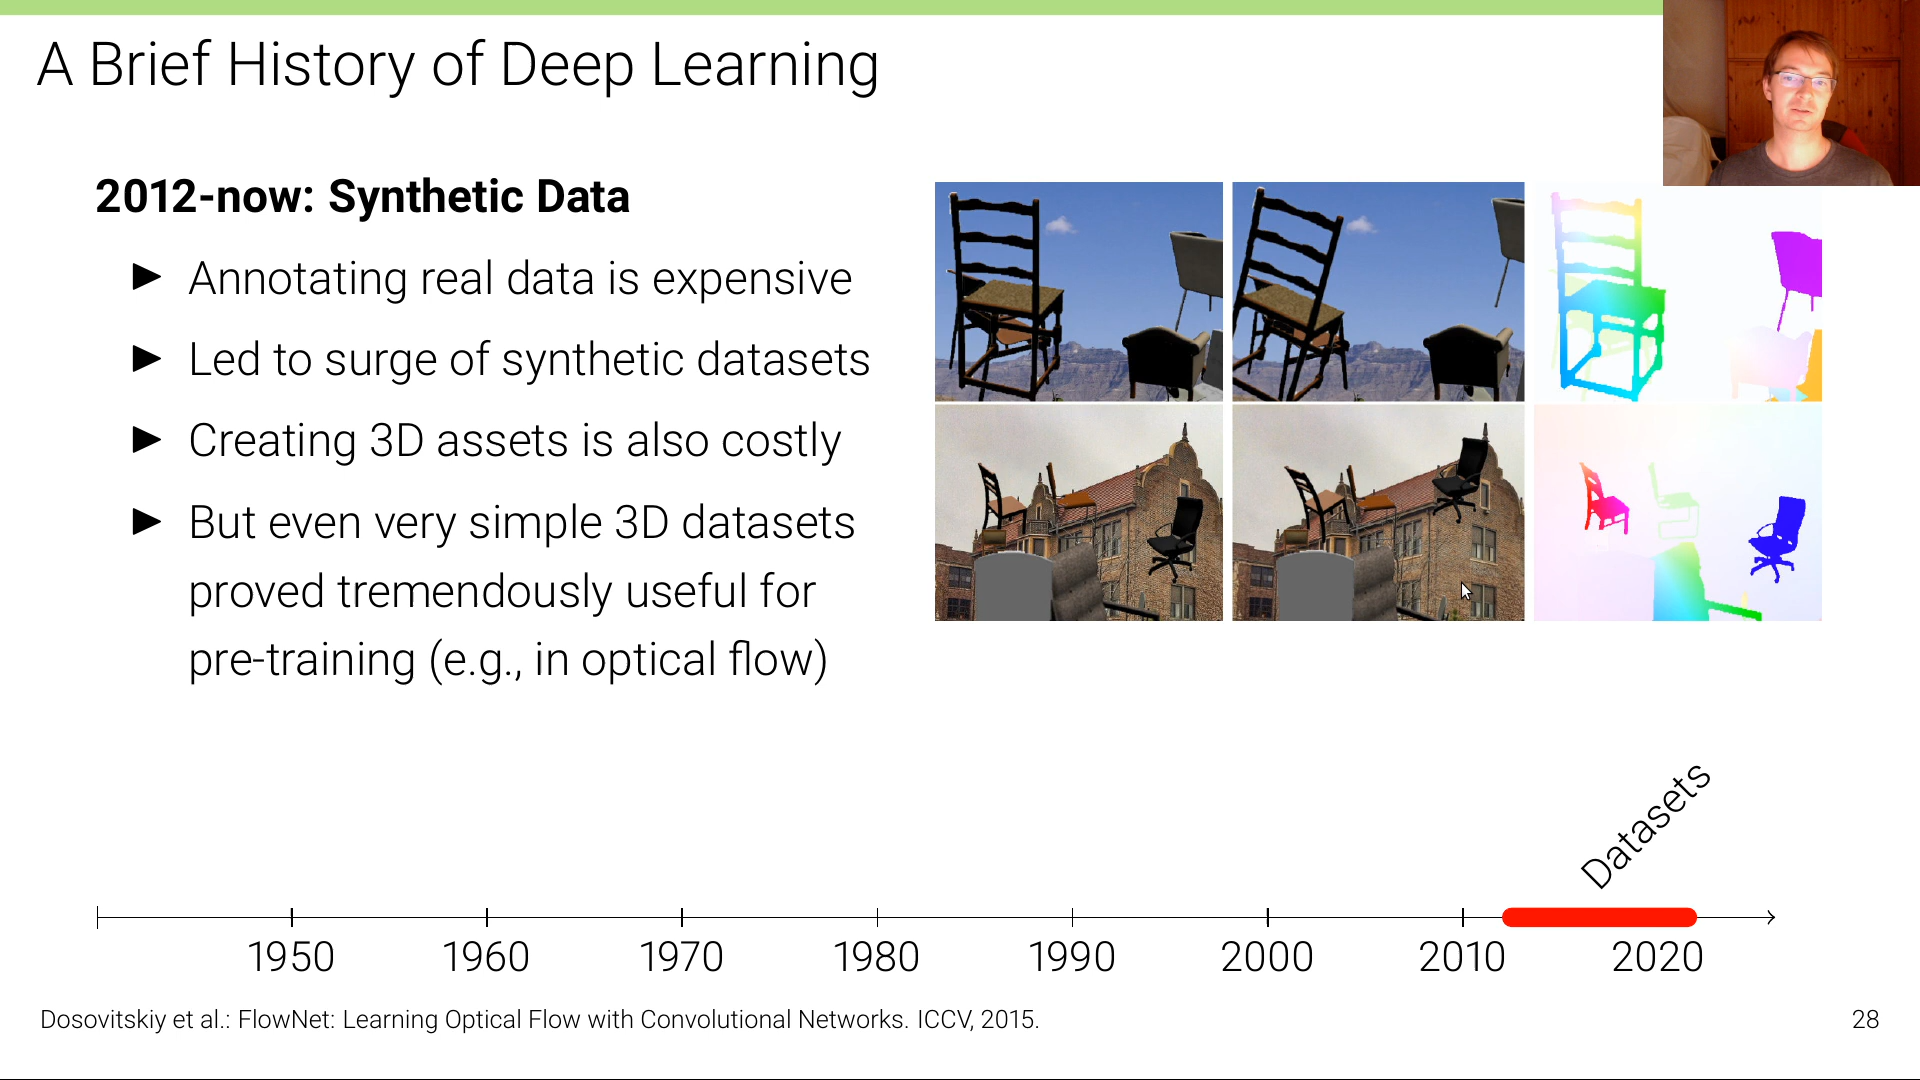 A Brief History of Deep Learning
2012-now: Synthetic Data
► Annotating real data is expensive
► Led to surge of synthetic datasets
► Creating 3D assets is also costly
► But even very simple 3D datasets
proved tremendously useful for
pre-training (e.g., in optical flow)
Datasets
1950 1960 1970 1980 1990 2000 2010 2020
Dosovitskiy et al.: FlowNet: Learning Optical Flow with Convolutional Networks. ICCV, 2015.
28